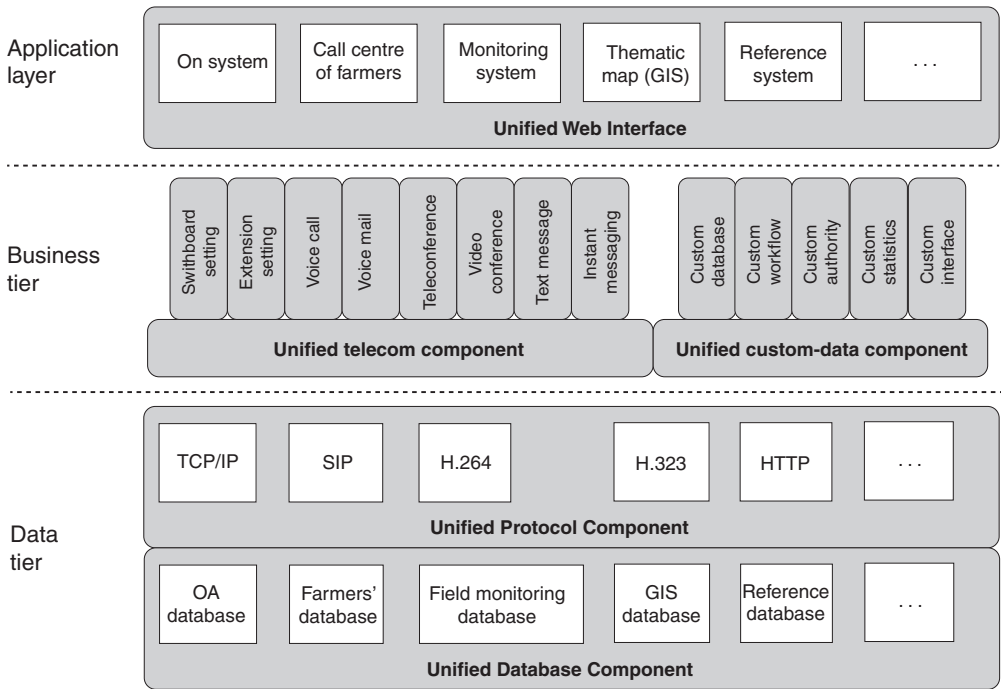 Application
layer
On system
Call centre
of farmers
Monitoring
system
Thematic
map (GIS)
Reference
system
. . .
Unified Web Interface
Business
tier
Swithboard
setting
Extension
setting
Voice call
Voice mail
Teleconference
Video
conference
Text message
Instant
messaging
Custom
database
Custom
workflow
Custom
authority
Custom
statistics
Custom
interface
Unified telecom component
Unified custom-data component
Data
tier
TCP/IP
SIP
H.264
H.323
HTTP
. . .
Unified Protocol Component
OA
database
Farmers’
database
Field monitoring
database
GIS
database
Reference
database
. . .
Unified Database Component